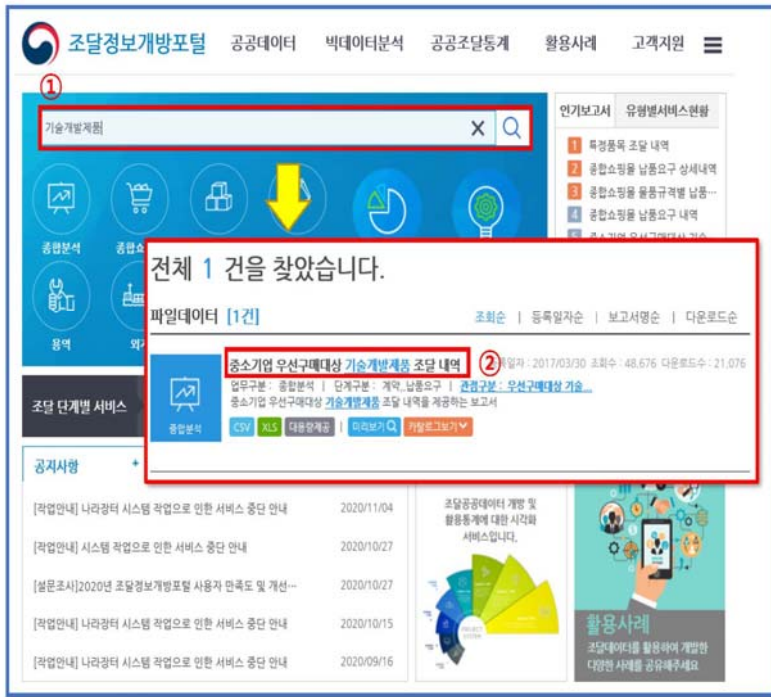 조달정보개방포털 공공데이터 빅데이터분석 공공조달통계 활용사례 고객지원
①
기술개발제품
인기보고서 유형별서비스현황
1 특정품목 조달 내역
2 종합쇼핑몰 납품요구 상세내역
3 종합쇼핑몰 물품규격별 납품…
4 종합쇼핑몰 납품요구 내역
종합분석
용역
전체 1 건을 찾았습니다.
파일데이터 [1건] 조회순 | 등록일자순 | 보고서명순 | 다운로드순
중소기업 우선구매대상 기술개발제품 조달 내역
② 록일자 : 2017/03/30 조회수 : 48,676 다운로드수 : 21,076
업무구분 : 종합분석 | 단계구분 : 계약,납품요구 | 관점구분 : 우선구매대상 기술...
중소기업 우선구매대상 기술개발제품 조달 내역을 제공하는 보고서
종합분석
CSV XLS 대용량제공 | 미리보기 카탈로그보기
조달 단계별 서비스
공지사항 +
[작업안내] 나라장터 시스템 작업으로 인한 서비스 중단 안내 2020/11/04
[작업안내] 시스템 작업으로 인한 서비스 중단 안내 2020/10/27
[설문조사]2020년 조달정보개방포털 사용자 만족도 및 개선… 2020/10/27
[작업안내] 나라장터 시스템 작업으로 인한 서비스 중단 안내 2020/10/15
[작업안내] 나라장터 시스템 작업으로 인한 서비스 중단 안내 2020/09/16
조달공공데이터 개방 및
활용통계에 대한 시각화
서비스입니다.
활용사례
조달데이터를 활용하여 개발한
다양한 사례를 공유해주세요